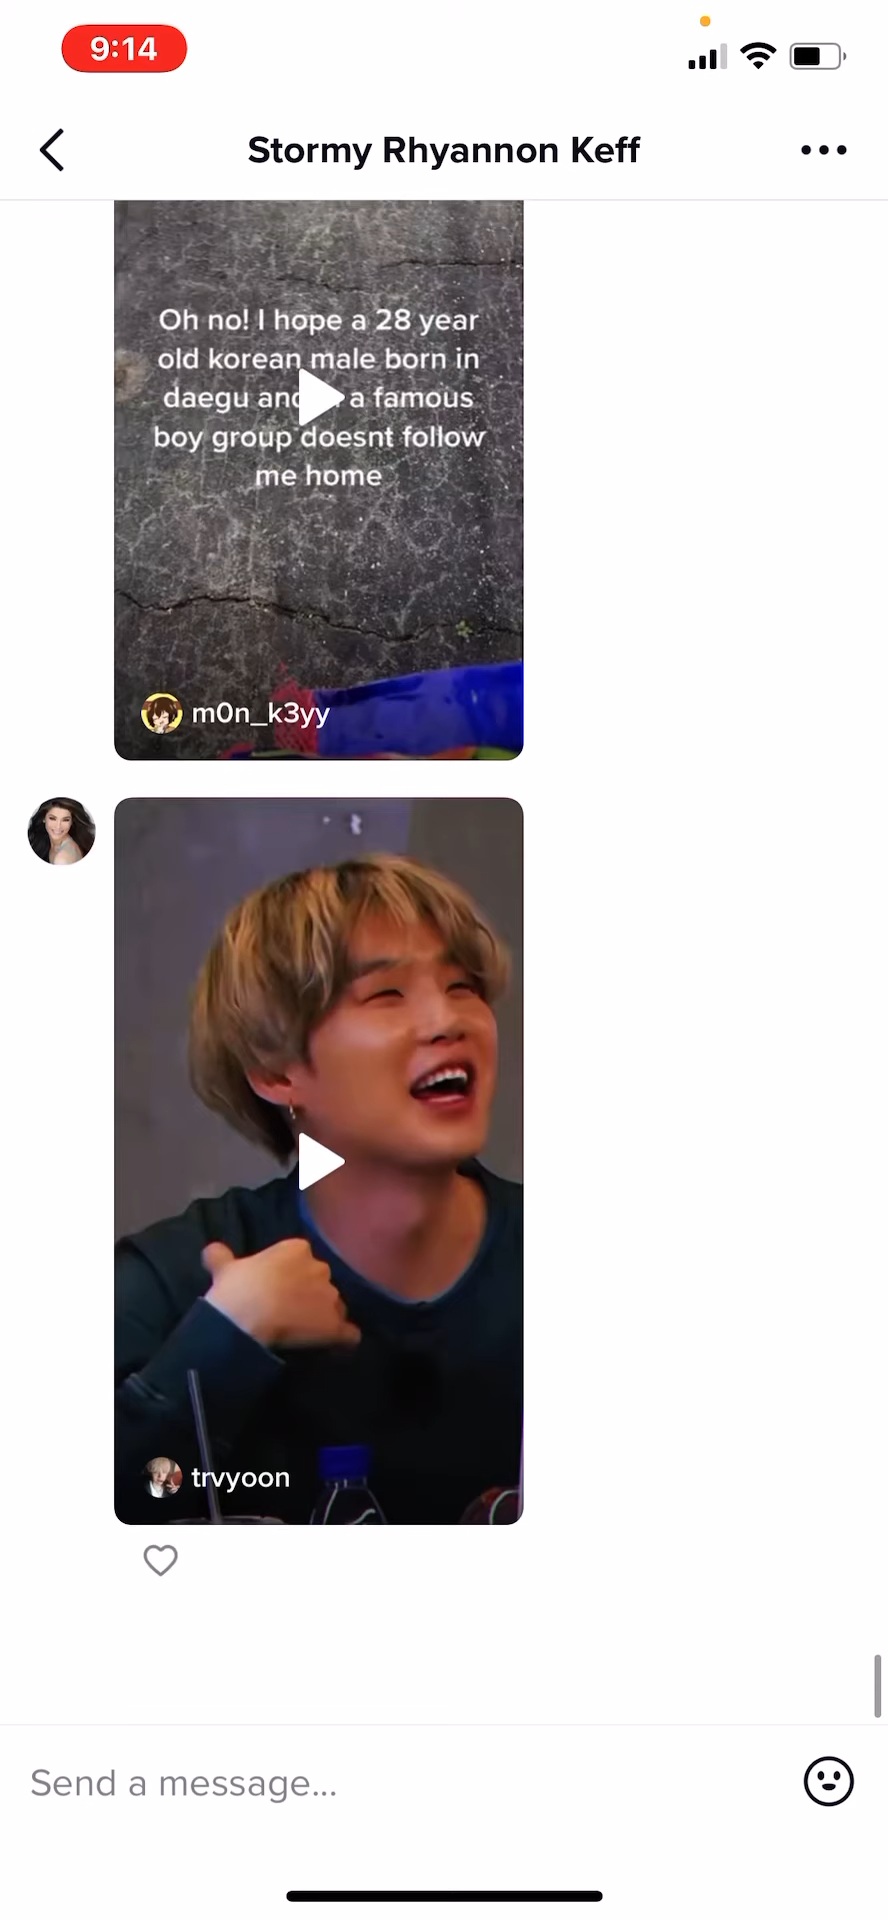 9:14
Stormy Rhyannon Keff
Oh no! I hope a 28 year
old korean male born in
daegu and a famous
boy group doesnt follow
me home
m0n_k3yy
trvyoon
Send a message...